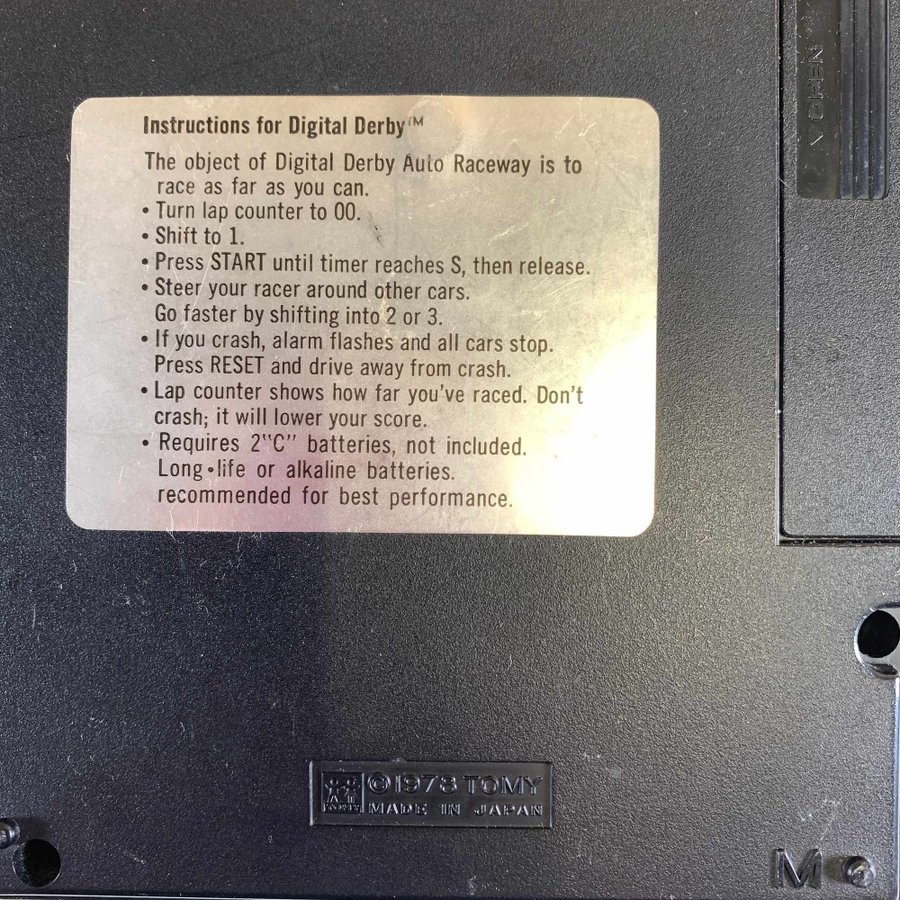 Instructions for Digital Derby™
The object of Digital Derby Auto Raceway is to
race as far as you can.
• Turn lap counter to 00.
• Shift to 1.
• Press START until timer reaches S, then release.
• Steer your racer around other cars.
Go faster by shifting into 2 or 3.
• If you crash, alarm flashes and all cars stop.
Press RESET and drive away from crash.
• Lap counter shows how far you've raced. Don't
crash; it will lower your score.
• Requires 2"C" batteries, not included.
Long•life or alkaline batteries.
recommended for best performance.
OPEN
©1978 TOMY
MADE IN JAPAN
M